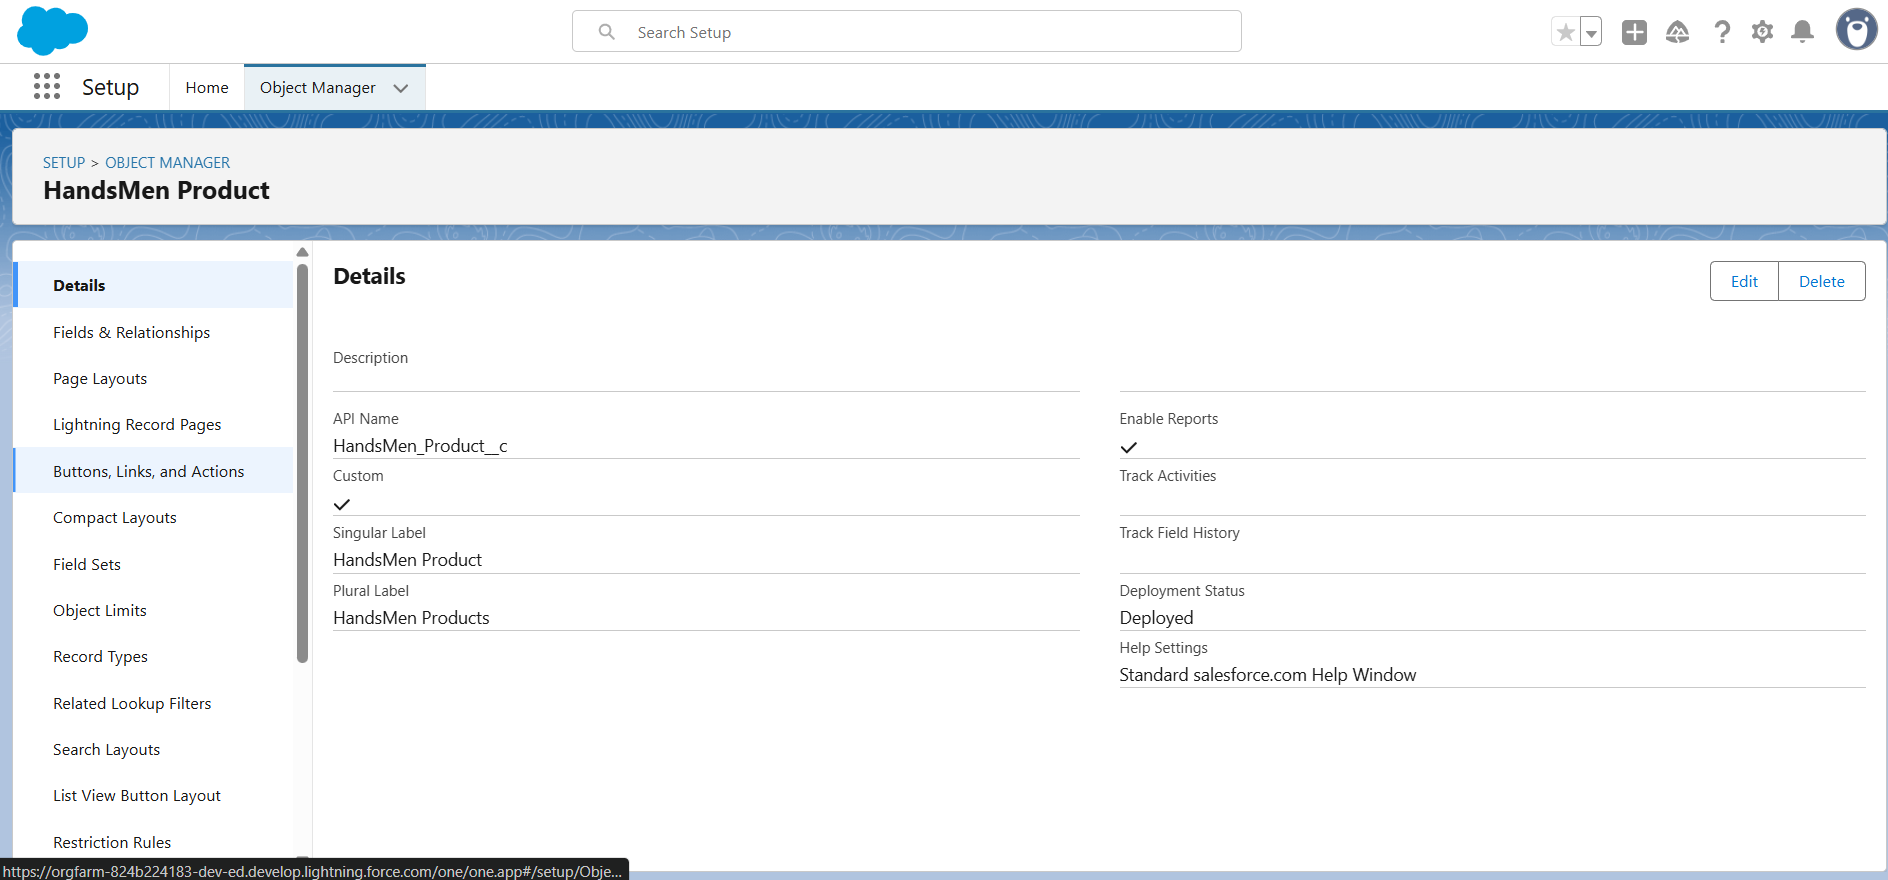 Search Setup
Setup
Home
Object Manager
SETUP > OBJECT MANAGER
HandsMen Product
Details
Fields & Relationships
Page Layouts
Lightning Record Pages
Buttons, Links, and Actions
Compact Layouts
Field Sets
Object Limits
Record Types
Related Lookup Filters
Search Layouts
List View Button Layout
Restriction Rules
Details
Edit
Delete
Description
API Name
HandsMen_Product__c
Custom
Singular Label
HandsMen Product
Plural Label
HandsMen Products
Enable Reports
Track Activities
Track Field History
Deployment Status
Deployed
Help Settings
Standard salesforce.com Help Window
https://orgfarm-824b224183-dev-ed.develop.lightning.force.com/one/one.app#/setup/Obje...